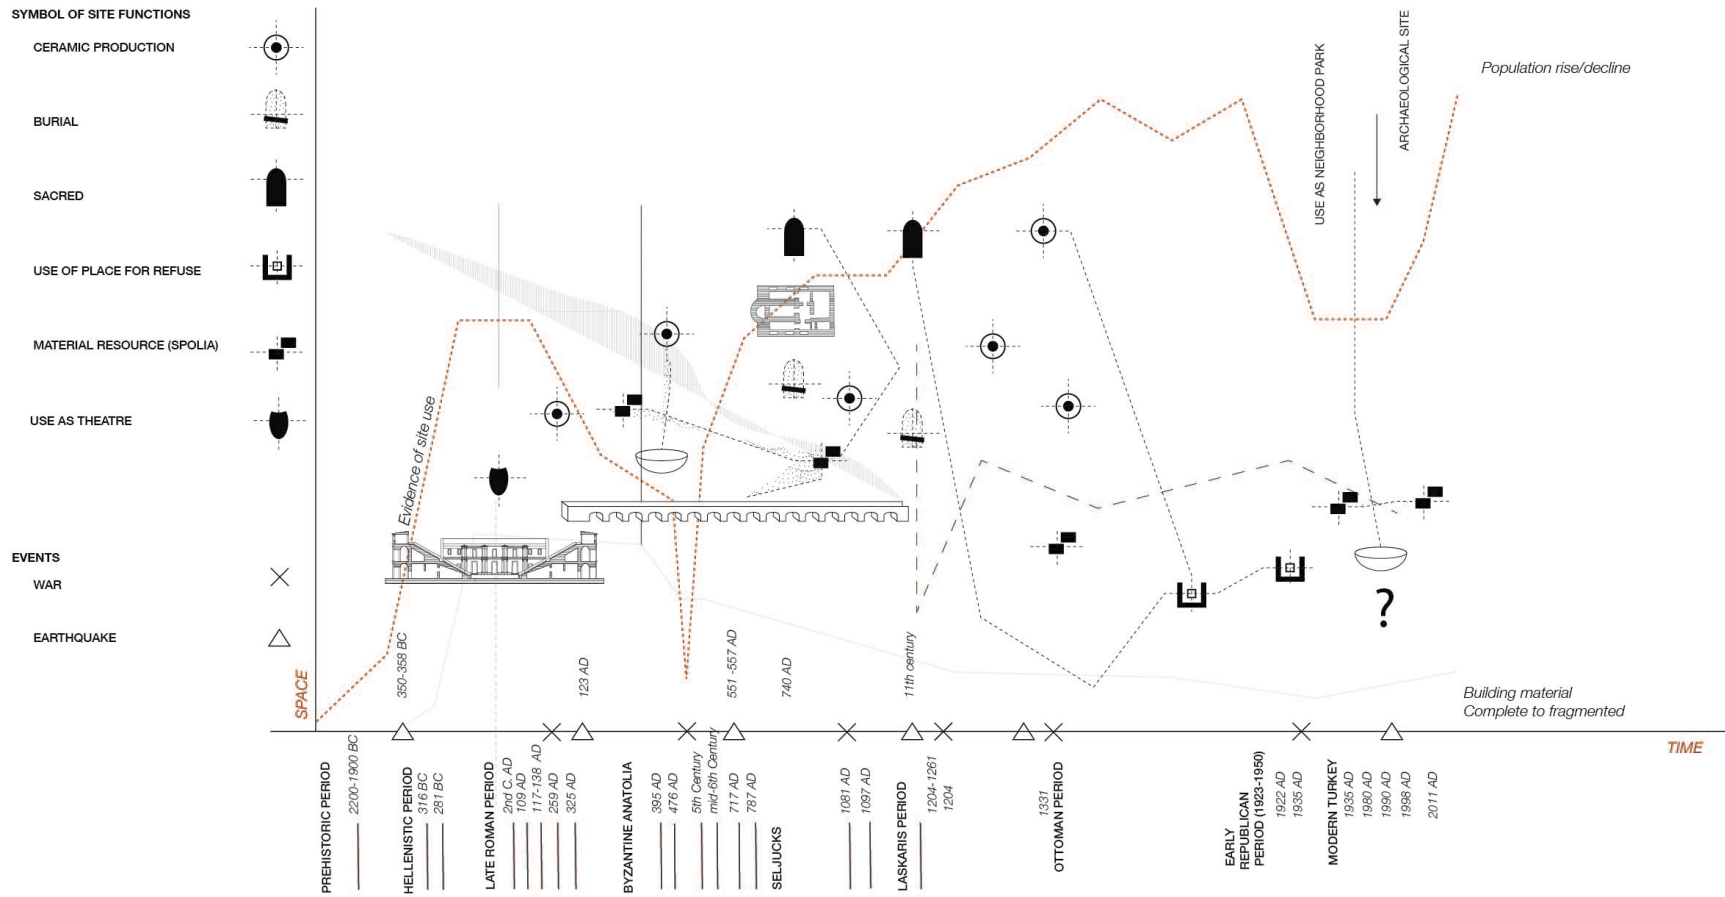 SYMBOL OF SITE FUNCTIONS
CERAMIC PRODUCTION
BURIAL
SACRED
USE OF PLACE FOR REFUSE
MATERIAL RESOURCE (SPOLIA)
USE AS THEATRE
EVENTS
WAR
EARTHQUAKE
USE AS NEIGHBORHOOD PARK
ARCHAEOLOGICAL SITE
Population rise/decline
Evidence of site use
?
SPACE
350-358 BC
123 AD
551 -557 AD
740 AD
11th century
Building material
Complete to fragmented
TIME
PREHISTORIC PERIOD
2200-1900 BC
HELLENISTIC PERIOD
316 BC
281 BC
LATE ROMAN PERIOD
2nd C. AD
109 AD
117-138 AD
259 AD
325 AD
BYZANTINE ANATOLIA
395 AD
476 AD
5th Century
mid-6th Century
717 AD
787 AD
SELJUCKS
1081 AD
1097 AD
LASKARIS PERIOD
1204-1261
1204
1331
OTTOMAN PERIOD
EARLY
REPUBLICAN
PERIOD (1923-1950)
1922 AD
1935 AD
MODERN TURKEY
1935 AD
1980 AD
1990 AD
1998 AD
2011 AD